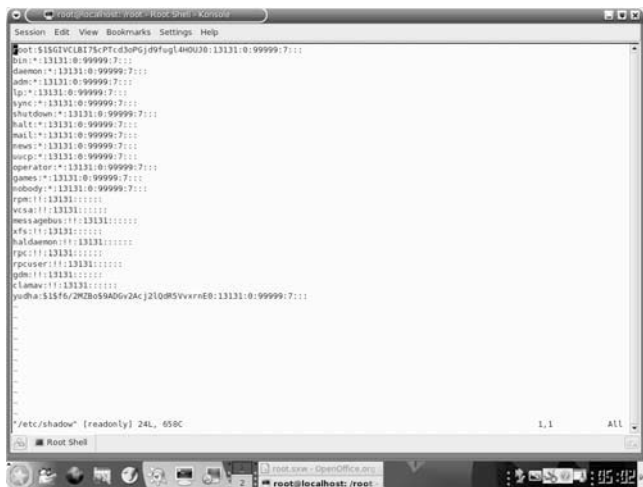 root@localhost: /root - Root Shell - Konsole
Session Edit View Bookmarks Settings Help
root:$1$GIVCLBI7$cPTcd3oPGjd9fugl4HOUJ0:13131:0:99999:7:::
bin:*:13131:0:99999:7:::
daemon:*:13131:0:99999:7:::
adm:*:13131:0:99999:7:::
lp:*:13131:0:99999:7:::
sync:*:13131:0:99999:7:::
shutdown:*:13131:0:99999:7:::
halt:*:13131:0:99999:7:::
mail:*:13131:0:99999:7:::
news:*:13131:0:99999:7:::
uucp:*:13131:0:99999:7:::
operator:*:13131:0:99999:7:::
games:*:13131:0:99999:7:::
nobody:*:13131:0:99999:7:::
rpm:!!:13131::::::
vcsa:!!:13131::::::
messagebus:!!:13131::::::
xfs:!!:13131::::::
haldaemon:!!:13131::::::
rpc:!!:13131::::::
rpcuser:!!:13131::::::
gdm:!!:13131::::::
clamav:!!:13131::::::
yudha:$1$f6/2MZBo$9ADGv2Acj2lQdR5VvxrnE0:13131:0:99999:7:::
~
~
~
~
~
~
~
~
~
"/etc/shadow" [readonly] 24L, 658C 1,1 All
Root Shell
2
root.sxw - OpenOffice.org
root@localhost: /root -
05:02